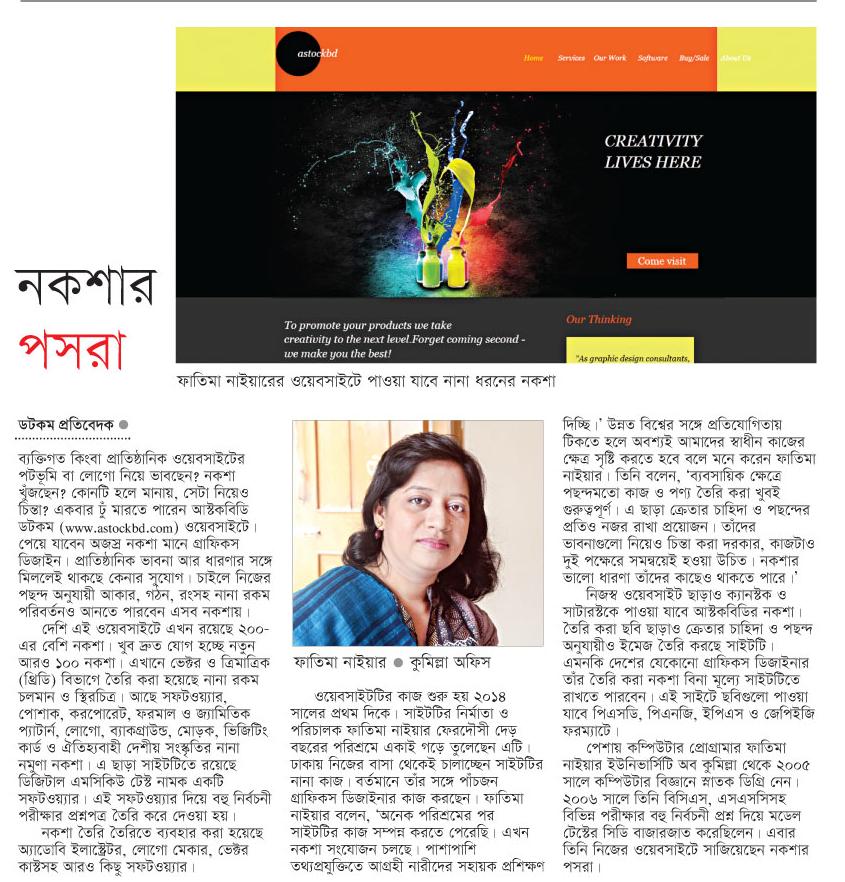 astockbd
Home Services Our Work Software Buy/Sale About Us
CREATIVITY
LIVES HERE
Come visit
To promote your products we take
creativity to the next level.Forget coming second -
we make you the best!
Our Thinking
"As graphic design consultants,
নকশার
পসরা
ফাতিমা নাইয়ারের ওয়েবসাইটে পাওয়া যাবে নানা ধরনের নকশা
ডটকম প্রতিবেদক ●
ব্যক্তিগত কিংবা প্রাতিষ্ঠানিক ওয়েবসাইটের
পটভূমি বা লোগো নিয়ে ভাবছেন? নকশা
খুঁজছেন? কোনটি হলে মানায়, সেটা নিয়েও
চিন্তা? একবার ঢুঁ মারতে পারেন আস্টকবিডি
ডটকম (www.astockbd.com) ওয়েবসাইটে।
পেয়ে যাবেন অজস্র নকশা মানে গ্রাফিকস
ডিজাইন। প্রাতিষ্ঠানিক ভাবনা আর ধারণার সঙ্গে
মিললেই থাকছে কেনার সুযোগ। চাইলে নিজের
পছন্দ অনুযায়ী আকার, গঠন, রংসহ নানা রকম
পরিবর্তনও আনতে পারবেন এসব নকশায়।
দেশি এই ওয়েবসাইটে এখন রয়েছে ২০০-
এর বেশি নকশা। খুব দ্রুত যোগ হচ্ছে নতুন
আরও ১০০ নকশা। এখানে ভেক্টর ও ত্রিমাত্রিক
(থ্রিডি) বিভাগে তৈরি করা হয়েছে নানা রকম
চলমান ও স্থিরচিত্র। আছে সফটওয়্যার,
পোশাক, করপোরেট, ফরমাল ও জ্যামিতিক
প্যাটার্ন, লোগো, ব্যাকগ্রাউন্ড, মোড়ক, ভিজিটিং
কার্ড ও ঐতিহ্যবাহী দেশীয় সংস্কৃতির নানা
নমুণা নকশা। এ ছাড়া সাইটটিতে রয়েছে
ডিজিটাল এমসিকিউ টেস্ট নামক একটি
সফটওয়্যার। এই সফটওয়্যার দিয়ে বহু নির্বচনী
পরীক্ষার প্রশ্নপত্র তৈরি করে দেওয়া হয়।
নকশা তৈরি তৈরিতে ব্যবহার করা হয়েছে
অ্যাডোবি ইলাস্ট্রেটর, লোগো মেকার, ভেক্টর
কাস্টসহ আরও কিছু সফটওয়্যার।
ফাতিমা নাইয়ার ● কুমিল্লা অফিস
ওয়েবসাইটটির কাজ শুরু হয় ২০১৪
সালের প্রথম দিকে। সাইটটির নির্মাতা ও
পরিচালক ফাতিমা নাইয়ার ফেরদৌসী দেড়
বছরের পরিশ্রমে একাই গড়ে তুলেছেন এটি।
ঢাকায় নিজের বাসা থেকেই চালাচ্ছেন সাইটটির
নানা কাজ। বর্তমানে তাঁর সঙ্গে পাঁচজন
গ্রাফিকস ডিজাইনার কাজ করছেন। ফাতিমা
নাইয়ার বলেন, 'অনেক পরিশ্রমের পর
সাইটটির কাজ সম্পন্ন করতে পেরেছি। এখন
নকশা সংযোজন চলছে। পাশাপাশি
তথ্যপ্রযুক্তিতে আগ্রহী নারীদের সহায়ক প্রশিক্ষণ
দিচ্ছি।' উন্নত বিশ্বের সঙ্গে প্রতিযোগিতায়
টিকতে হলে অবশ্যই আমাদের স্বাধীন কাজের
ক্ষেত্র সৃষ্টি করতে হবে বলে মনে করেন ফাতিমা
নাইয়ার। তিনি বলেন, 'ব্যবসায়িক ক্ষেত্রে
পছন্দমতো কাজ ও পণ্য তৈরি করা খুবই
গুরুত্বপূর্ণ। এ ছাড়া ক্রেতার চাহিদা ও পছন্দের
প্রতিও নজর রাখা প্রয়োজন। তাঁদের
ভাবনাগুলো নিয়েও চিন্তা করা দরকার, কাজটাও
দুই পক্ষেরে সমন্বয়েই হওয়া উচিত। নকশার
ভালো ধারণা তাঁদের কাছেও থাকতে পারে।'
নিজস্ব ওয়েবসাইট ছাড়াও ক্যানস্টক ও
সাটারস্টকে পাওয়া যাবে আস্টকবিডির নকশা।
তৈরি করা ছবি ছাড়াও ক্রেতার চাহিদা ও পছন্দ
অনুযায়ীও ইমেজ তৈরি করছে সাইটটি।
এমনকি দেশের যেকোনো গ্রাফিকস ডিজাইনার
তাঁর তৈরি করা নকশা বিনা মূল্যে সাইটটিতে
রাখতে পারবেন। এই সাইটে ছবিগুলো পাওয়া
যাবে পিএসডি, পিএনজি, ইপিএস ও জেপিইজি
ফরম্যাটে।
পেশায় কম্পিউটার প্রোগ্রামার ফাতিমা
নাইয়ার ইউনিভার্সিটি অব কুমিল্লা থেকে ২০০৫
সালে কম্পিউটার বিজ্ঞানে স্নাতক ডিগ্রি নেন।
২০০৬ সালে তিনি বিসিএস, এসএসসিসহ
বিভিন্ন পরীক্ষার বহু নির্বচনী প্রশ্ন দিয়ে মডেল
টেস্টের সিডি বাজারজাত করেছিলেন। এবার
তিনি নিজের ওয়েবসাইটে সাজিয়েছেন নকশার
পসরা।